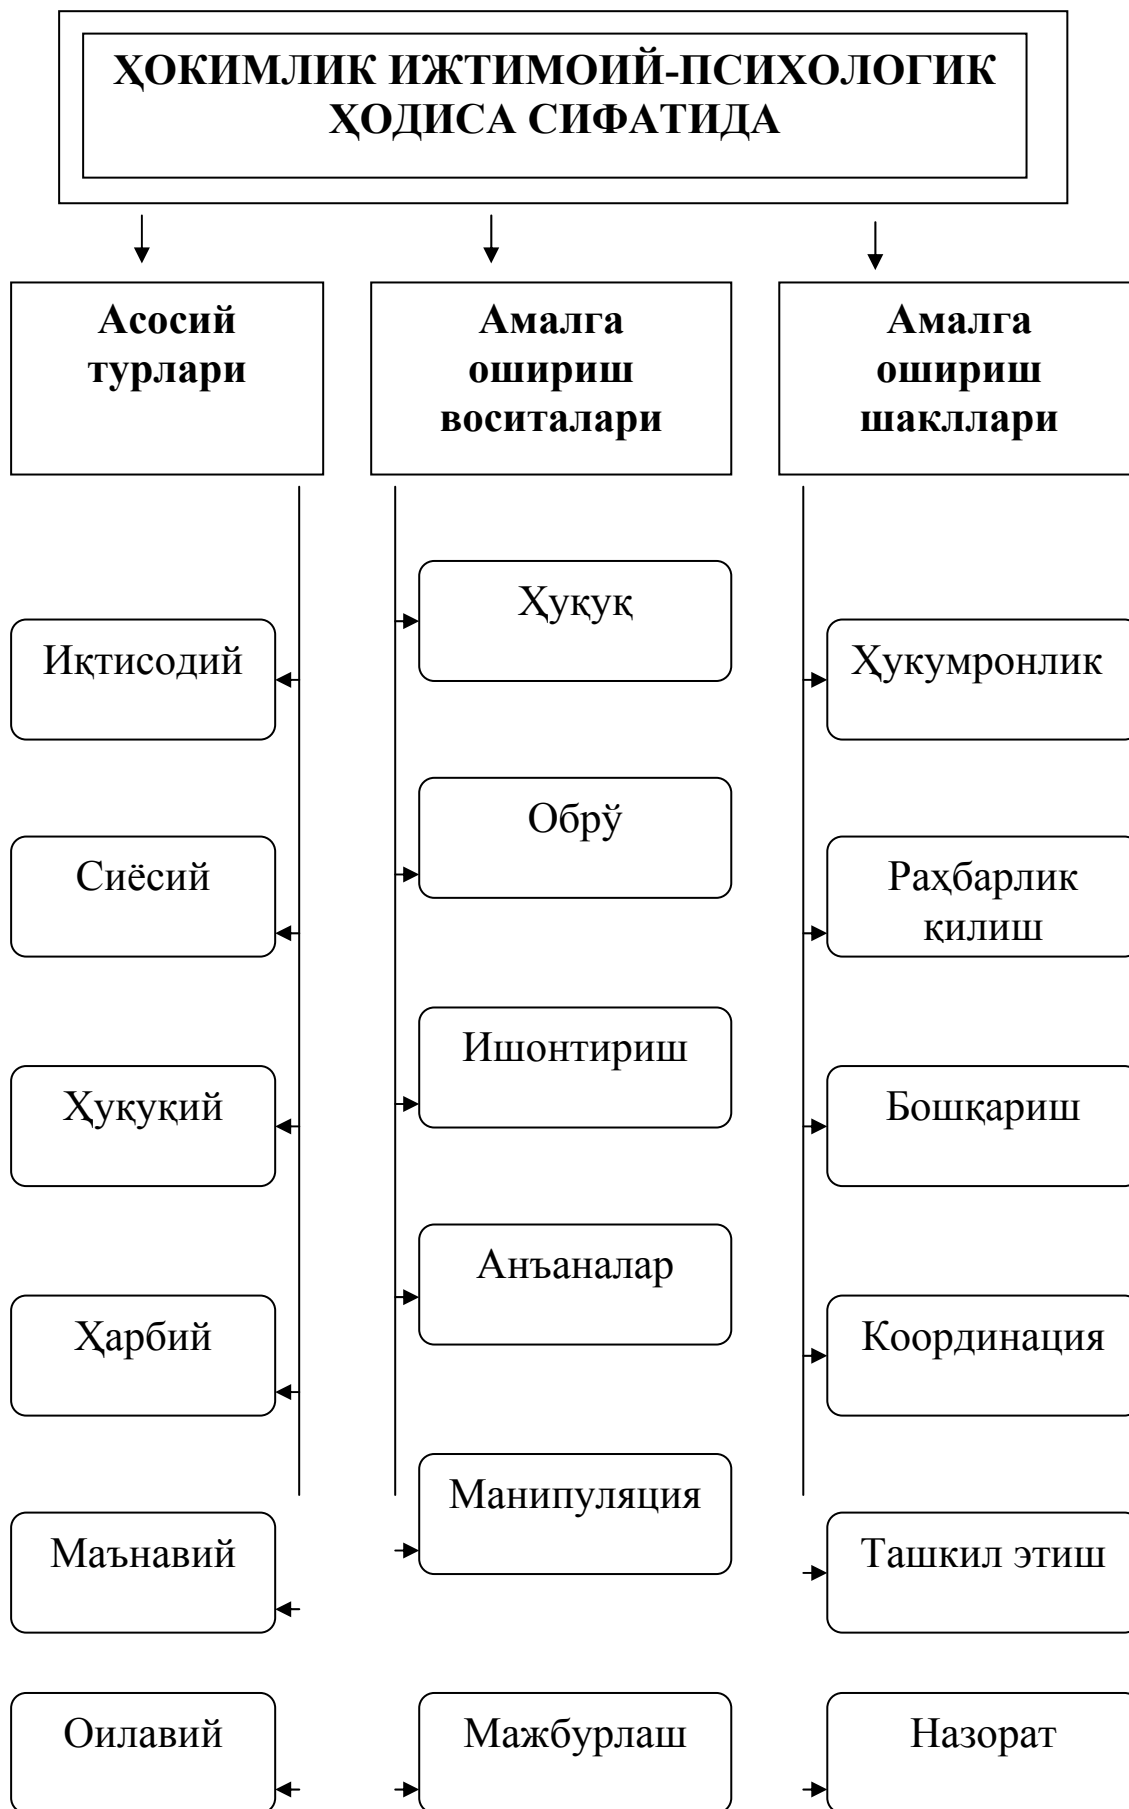 ҲОКИМЛИК ИЖТИМОИЙ-ПСИХОЛОГИК
ҲОДИСА СИФАТИДА
Асосий
турлари
Амалга
ошириш
воситалари
Амалга
ошириш
шакллари
Иқтисодий
Сиёсий
Ҳуқуқий
Ҳарбий
Маънавий
Оилавий
Ҳуқуқ
Обрў
Ишонтириш
Анъаналар
Манипуляция
Мажбурлаш
Ҳукумронлик
Раҳбарлик
қилиш
Бошқариш
Координация
Ташкил этиш
Назорат